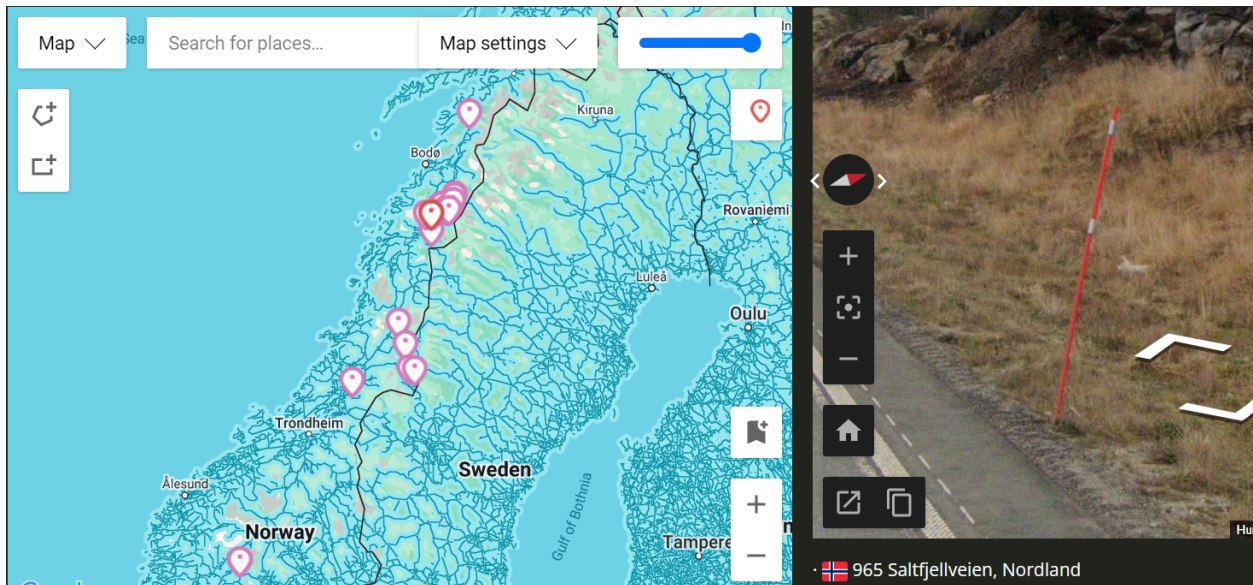 Map
Search for places...
Map settings
Sea
Kiruna
Bodø
Rovaniemi
Luleå
Oulu
Trondheim
Sweden
Ålesund
Gulf of Bothnia
Norway
Tampere
965 Saltfjellveien, Nordland